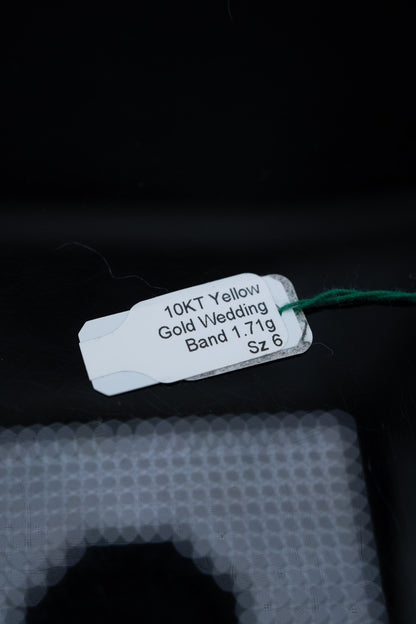 10KT Yellow
Gold Wedding
Band 1.71g
Sz 6